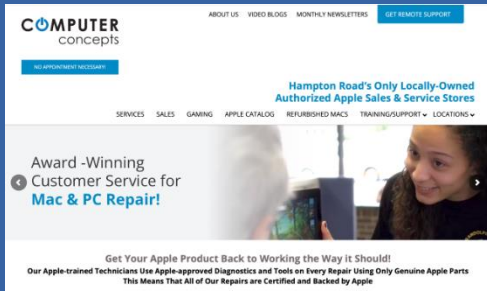 COMPUTER
concepts
ABOUT US VIDEO BLOGS MONTHLY NEWSLETTERS GET REMOTE SUPPORT
NO APPOINTMENT NECESSARY
Hampton Road's Only Locally-Owned
Authorized Apple Sales & Service Stores
SERVICES SALES GAMING APPLE CATALOG REFURBISHED MACS TRAINING/SUPPORT LOCATIONS
Award -Winning
Customer Service for
Mac & PC Repair!
Get Your Apple Product Back to Working the Way it Should!
Our Apple-trained Technicians Use Apple-approved Diagnostics and Tools on Every Repair Using Only Genuine Apple Parts
This Means That All of Our Repairs are Certified and Backed by Apple